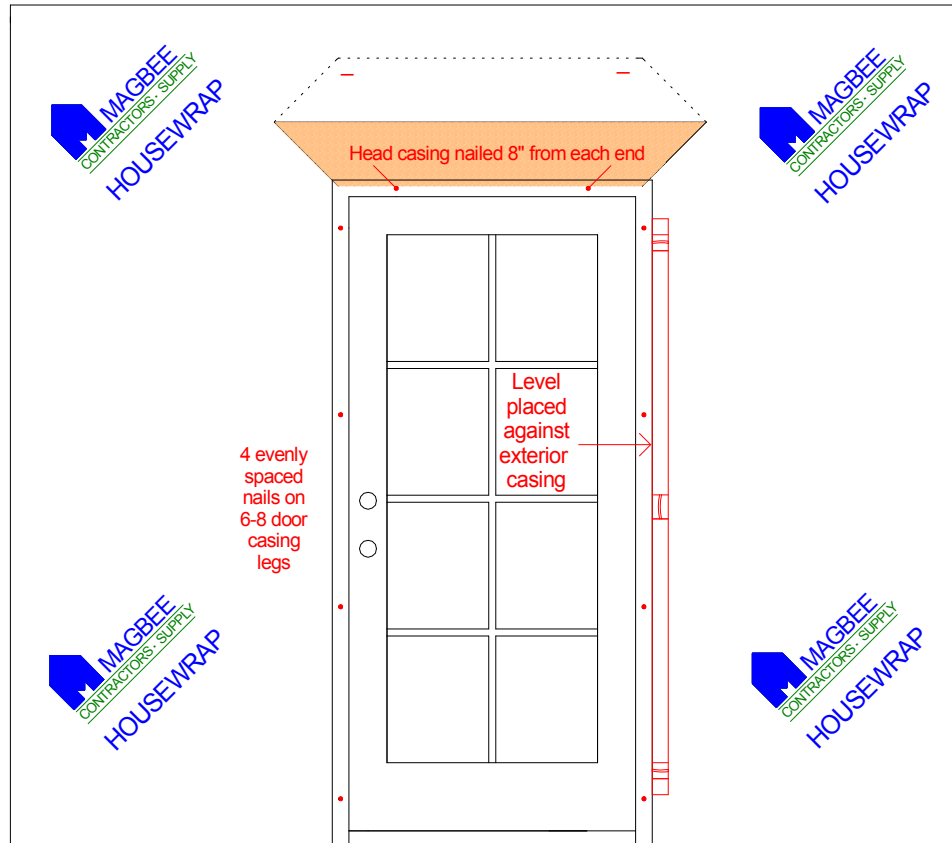 MAGBEE
CONTRACTORS · SUPPLY
HOUSEWRAP
MAGBEE
CONTRACTORS · SUPPLY
HOUSEWRAP
Head casing nailed 8" from each end
Level
placed
against
exterior
casing
4 evenly
spaced
nails on
6-8 door
casing
legs
MAGBEE
CONTRACTORS · SUPPLY
HOUSEWRAP
MAGBEE
CONTRACTORS · SUPPLY
HOUSEWRAP